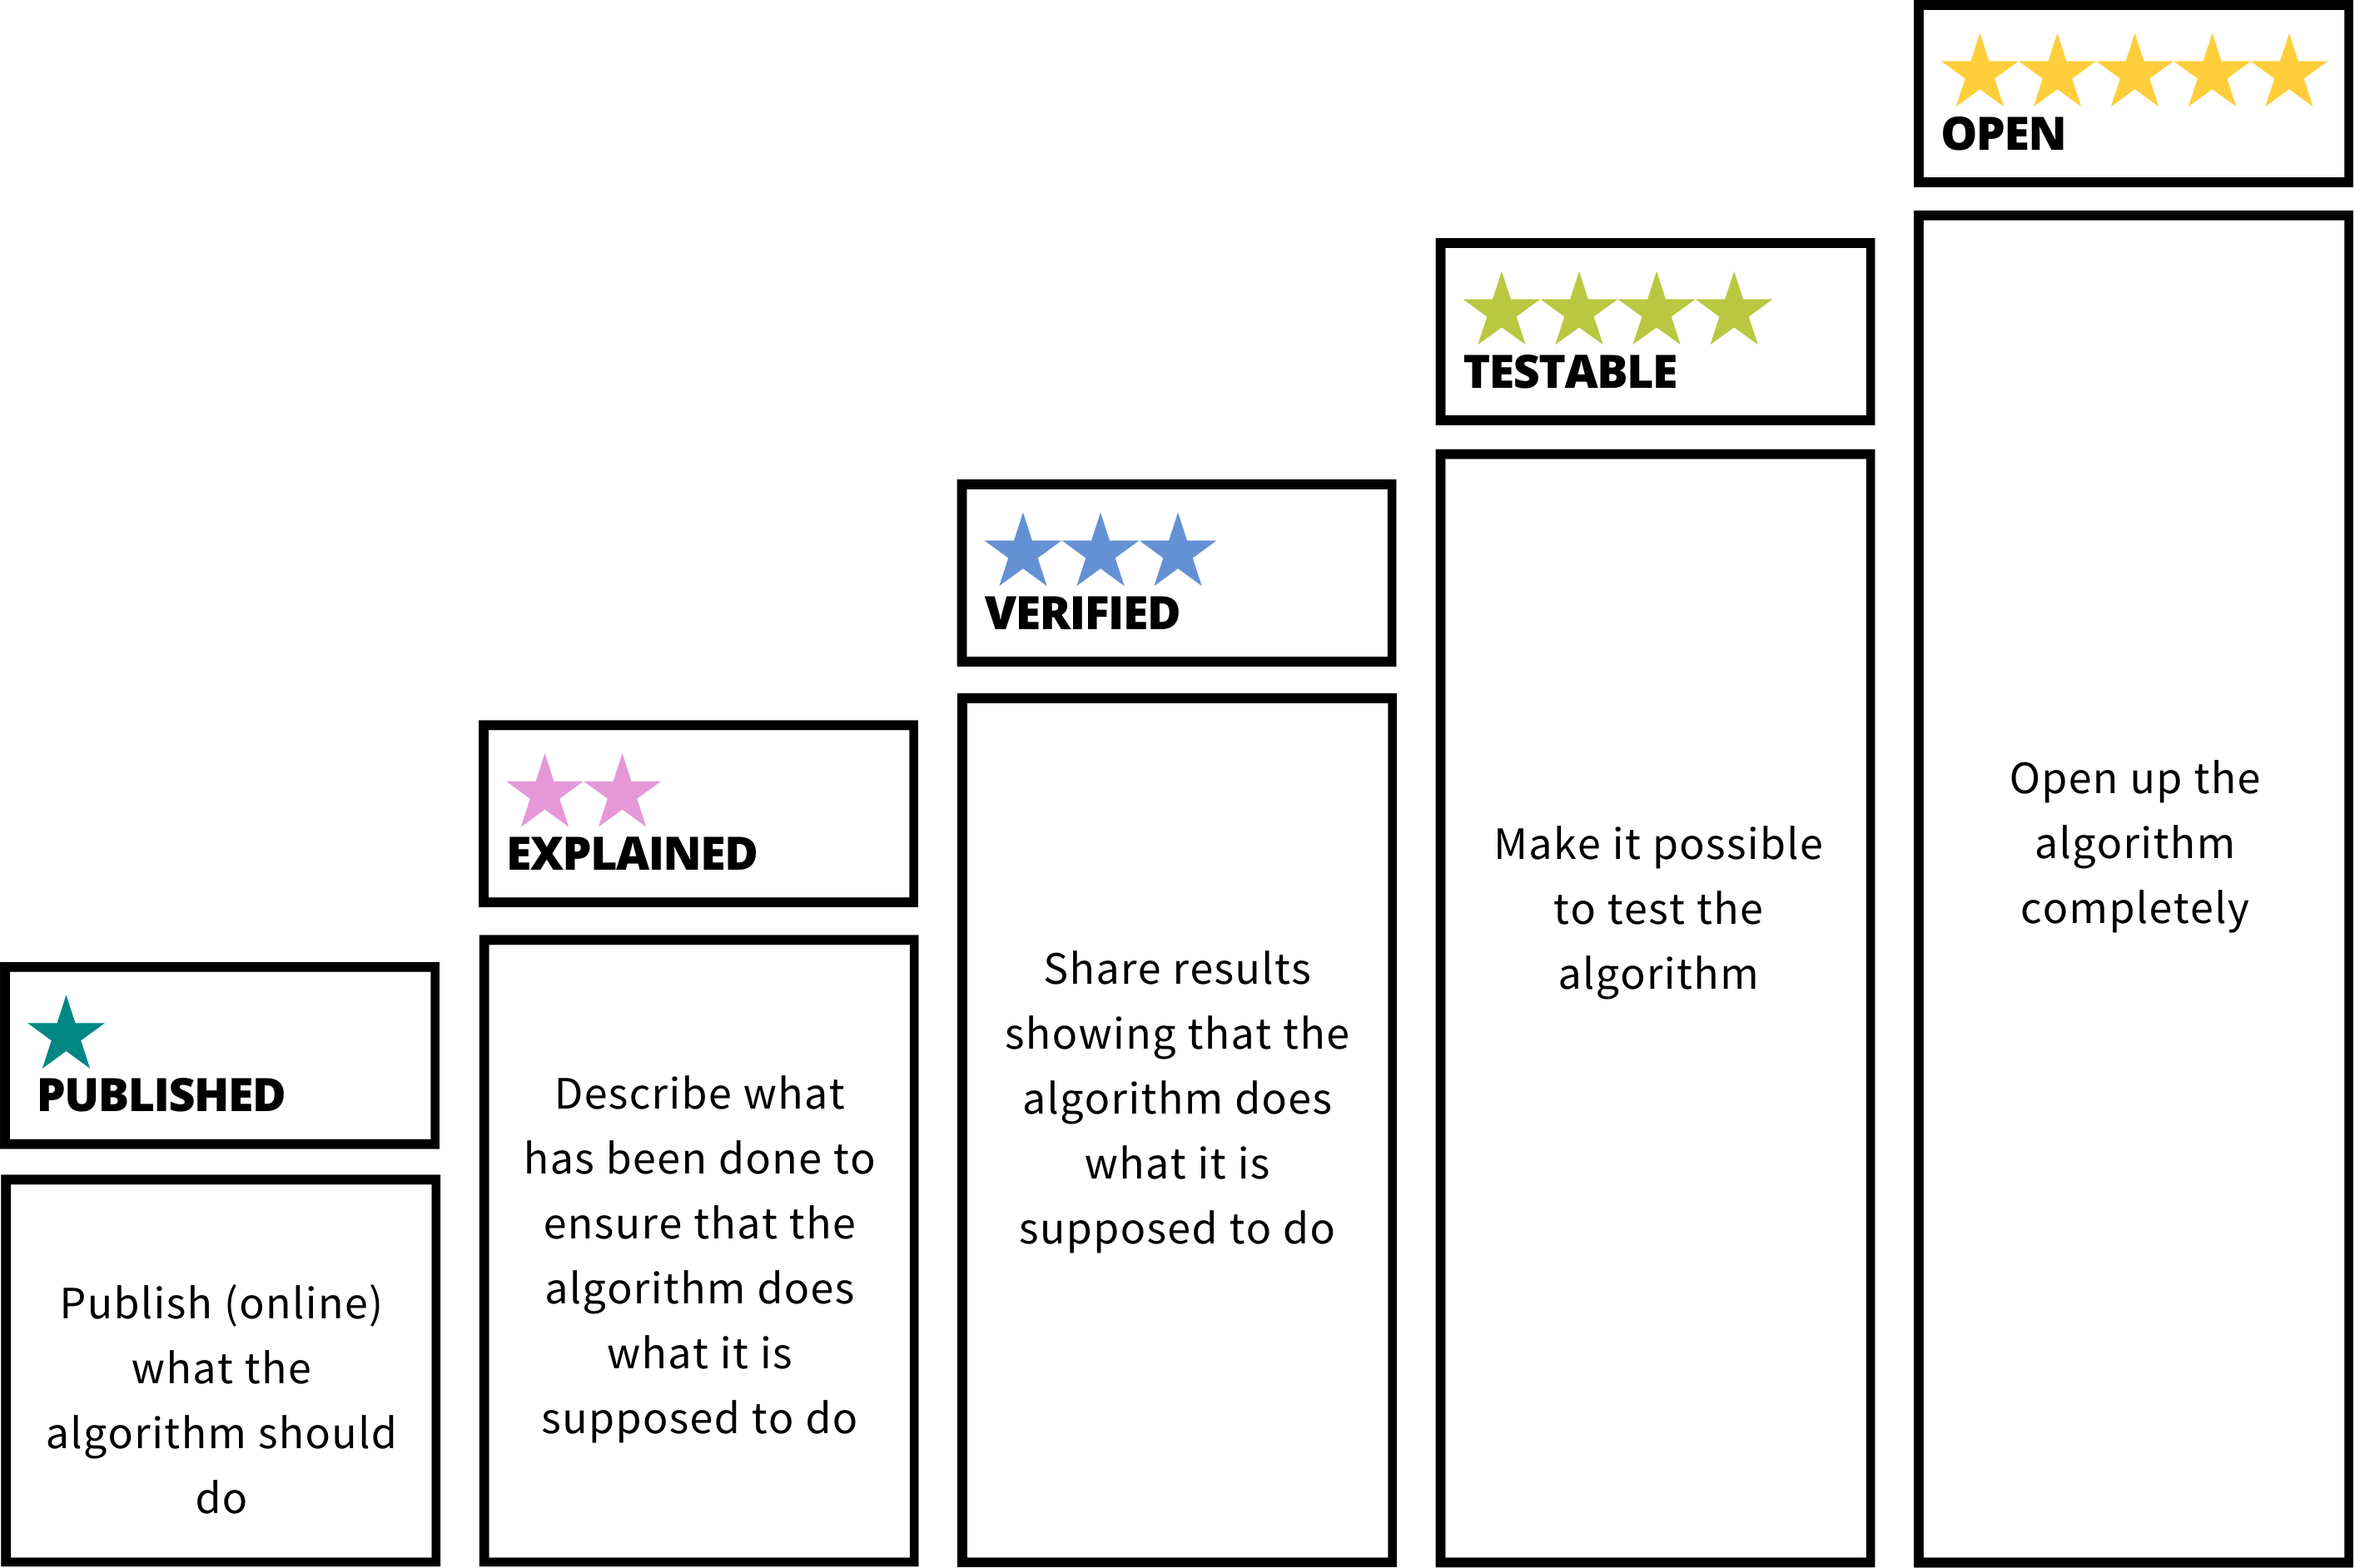 PUBLISHED
Publish (online)
what the
algorithm should
do
EXPLAINED
Describe what
has been done to
ensure that the
algorithm does
what it is
supposed to do
VERIFIED
Share results
showing that the
algorithm does
what it is
supposed to do
TESTABLE
Make it possible
to test the
algorithm
OPEN
Open up the
algorithm
completely